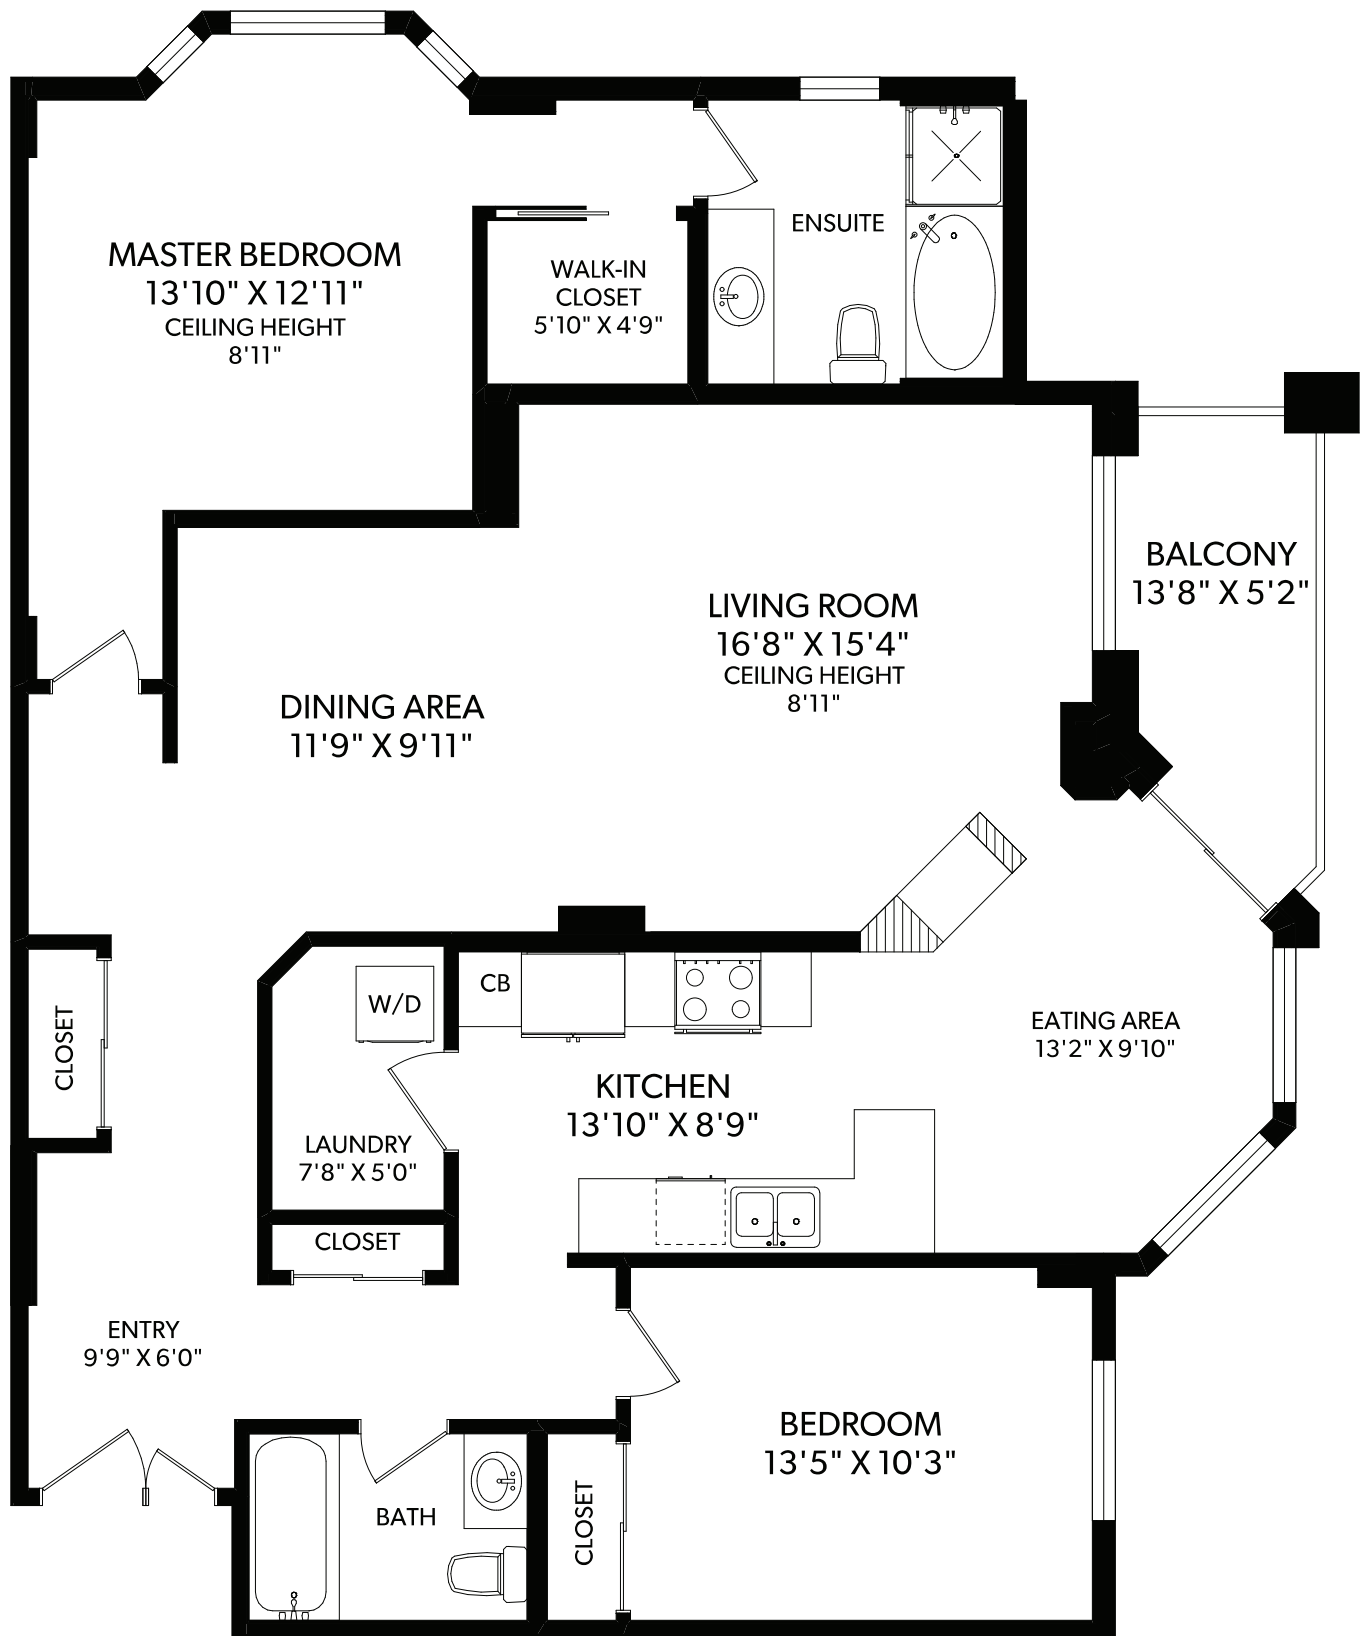 ENSUITE
MASTER BEDROOM
13'10" X 12'11"
CEILING HEIGHT
8'11"
WALK-IN
CLOSET
5'10" X 4'9"
BALCONY
13'8" X 5'2"
LIVING ROOM
16'8" X 15'4"
CEILING HEIGHT
8'11"
DINING AREA
11'9" X 9'11"
CB
W/D
CLOSET
EATING AREA
13'2" X 9'10"
KITCHEN
13'10" X 8'9"
LAUNDRY
7'8" X 5'0"
CLOSET
ENTRY
9'9" X 6'0"
BEDROOM
13'5" X 10'3"
BATH
CLOSET